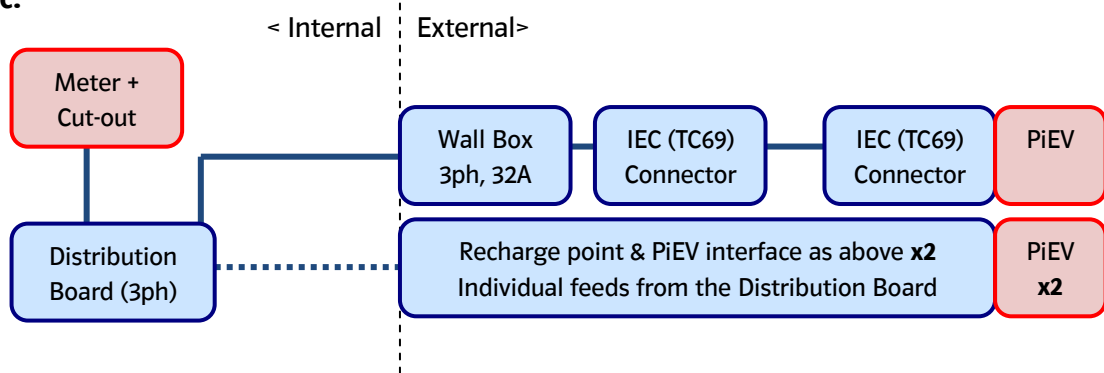 c.
< Internal
External>
Meter +
Cut-out
Wall Box
3ph, 32A
IEC (TC69)
Connector
IEC (TC69)
Connector
PiEV
Distribution
Board (3ph)
Recharge point & PiEV interface as above x2
Individual feeds from the Distribution Board
PiEV
x2